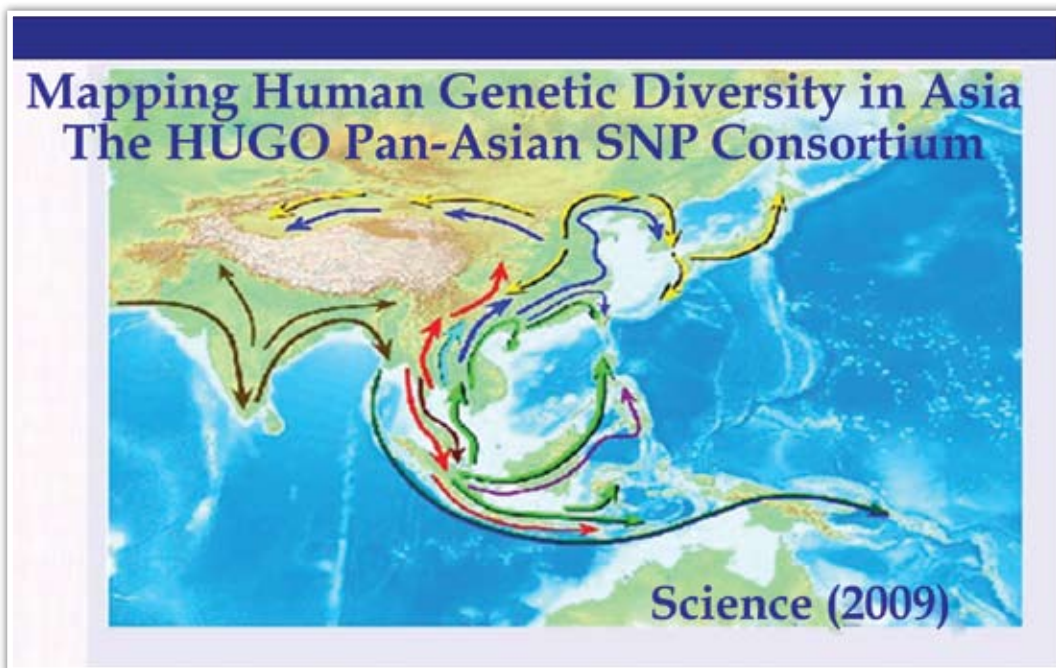 Mapping Human Genetic Diversity in Asia
The HUGO Pan-Asian SNP Consortium
Science (2009)